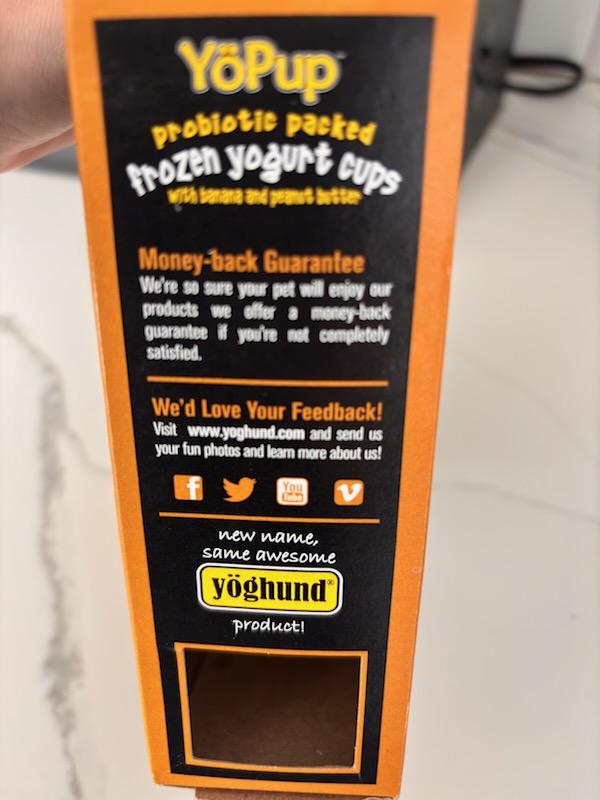 YöPup™
probiotic packed
frozen yogurt cups
with banana and peanut butter
Money-back Guarantee
We're so sure your pet will enjoy our
products we offer a money-back
guarantee if you're not completely
satisfied.
We'd Love Your Feedback!
Visit www.yoghund.com and send us
your fun photos and learn more about us!
f You Tube v
new name,
same awesome
yöghund®
product!